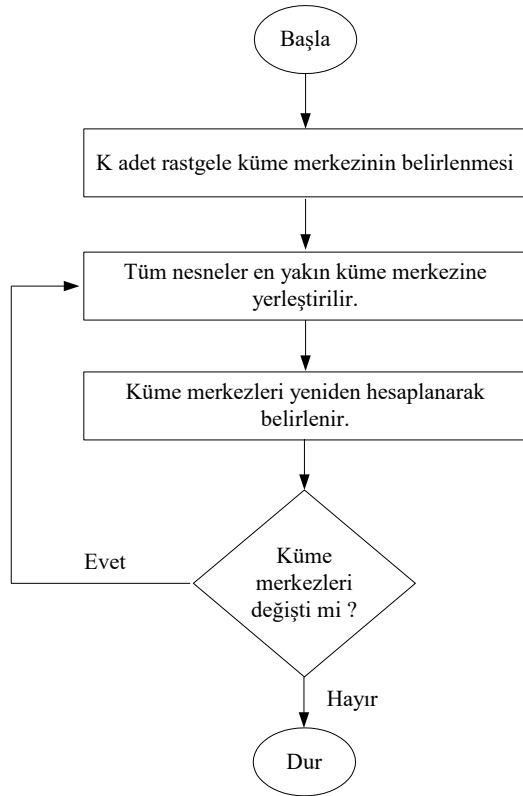 Başla
K adet rastgele küme merkezinin belirlenmesi
Tüm nesneler en yakın küme merkezine
yerleştirilir.
Küme merkezleri yeniden hesaplanarak
belirlenir.
Evet
Küme
merkezleri
değişti mi ?
Hayır
Dur